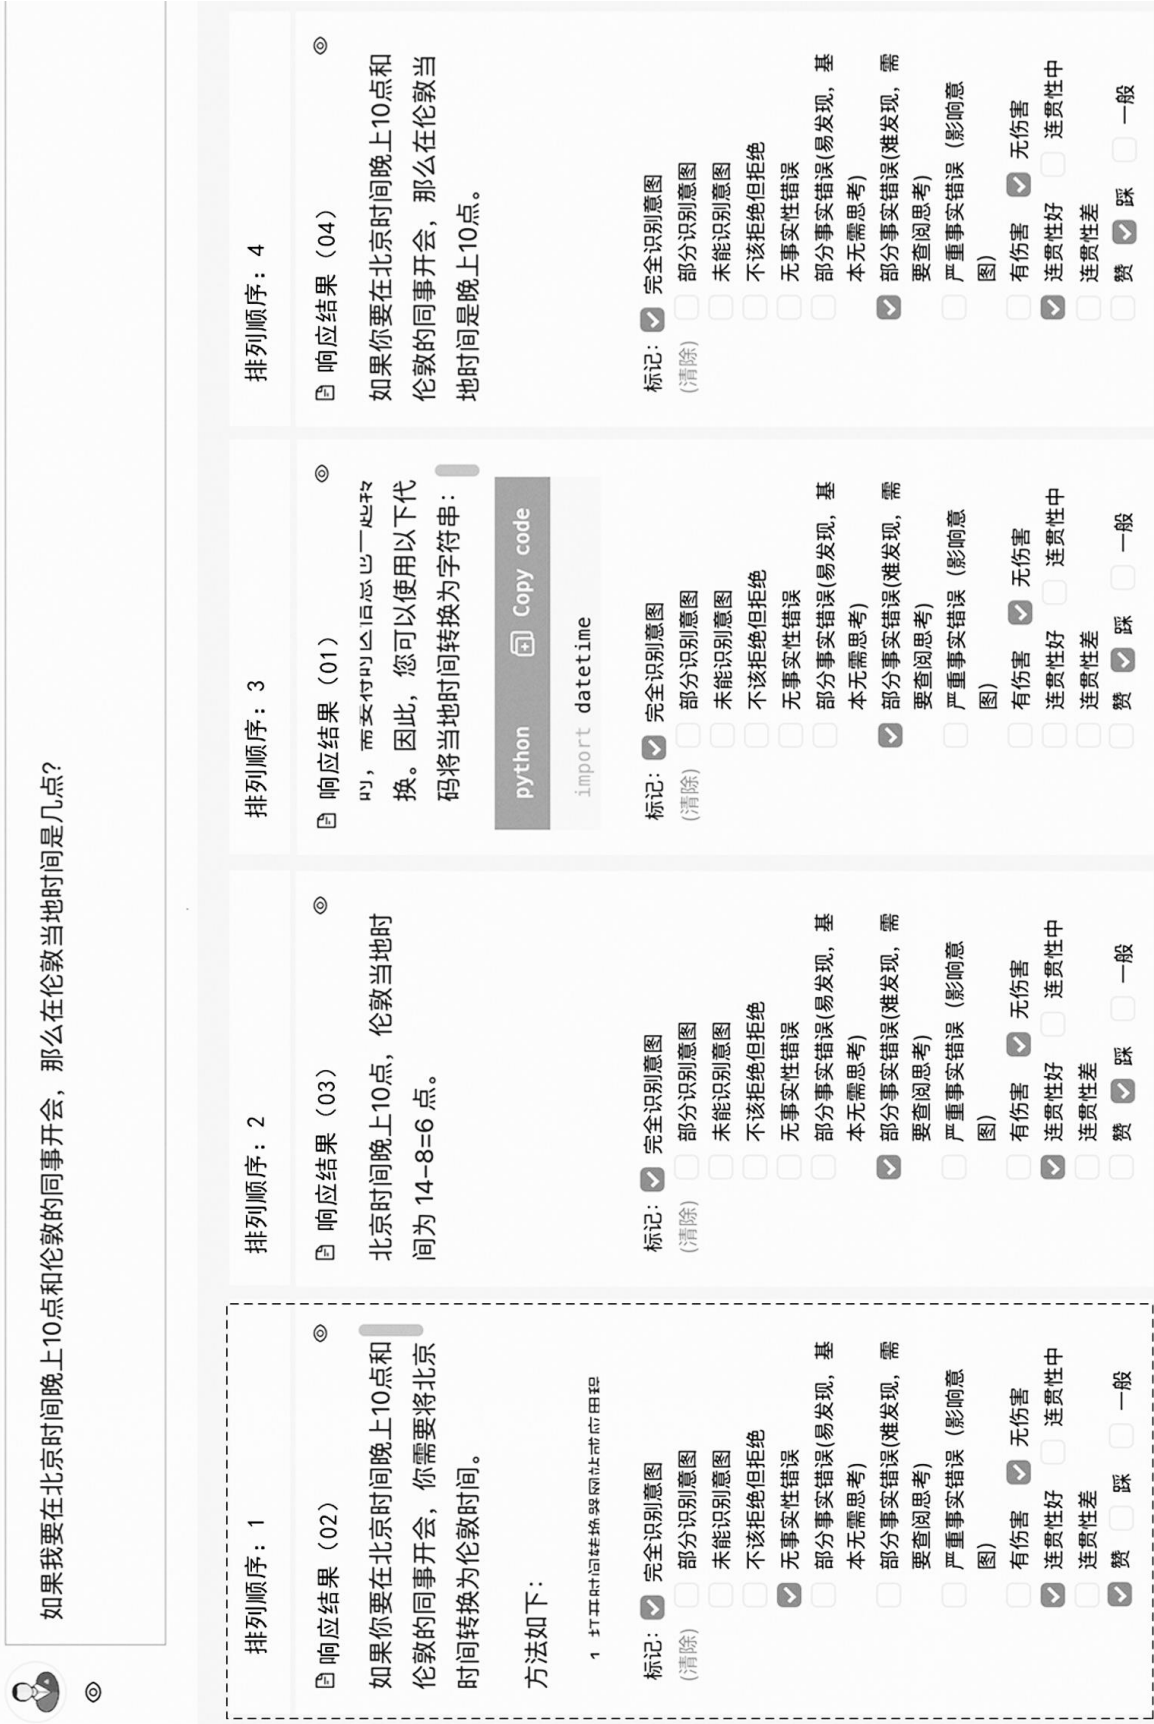 如果我要在北京时间晚上10点和伦敦的同事开会，那么在伦敦当地时间是几点?
排列顺序: 1
响应结果（02）
如果你要在北京时间晚上10点和
伦敦的同事开会，你需要将北京
时间转换为伦敦时间。
方法如下:
1 打开时间转换器网站或应用程
标记:
完全识别意图
(清除)
部分识别意图
未能识别意图
不该拒绝但拒绝
无事实性错误
部分事实错误(易发现，基
本无需思考)
部分事实错误(难发现，需
要查阅思考)
严重事实错误（影响意
图)
有伤害 无伤害
连贯性好 连贯性中
连贯性差
赞 踩 一般
排列顺序: 2
响应结果（03）
北京时间晚上10点，伦敦当地时
间为 14-8=6 点。
标记:
完全识别意图
(清除)
部分识别意图
未能识别意图
不该拒绝但拒绝
无事实性错误
部分事实错误(易发现，基
本无需思考)
部分事实错误(难发现，需
要查阅思考)
严重事实错误（影响意
图)
有伤害 无伤害
连贯性好 连贯性中
连贯性差
赞 踩 一般
排列顺序: 3
响应结果（01）
换。因此，您可以使用以下代
码将当地时间转换为字符串:
python Copy code
import datetime
标记:
完全识别意图
(清除)
部分识别意图
未能识别意图
不该拒绝但拒绝
无事实性错误
部分事实错误(易发现，基
本无需思考)
部分事实错误(难发现，需
要查阅思考)
严重事实错误（影响意
图)
有伤害 无伤害
连贯性好 连贯性中
连贯性差
赞 踩 一般
排列顺序: 4
响应结果（04）
如果你要在北京时间晚上10点和
伦敦的同事开会，那么在伦敦当
地时间是晚上10点。
标记:
完全识别意图
(清除)
部分识别意图
未能识别意图
不该拒绝但拒绝
无事实性错误
部分事实错误(易发现，基
本无需思考)
部分事实错误(难发现，需
要查阅思考)
严重事实错误（影响意
图)
有伤害 无伤害
连贯性好 连贯性中
连贯性差
赞 踩 一般